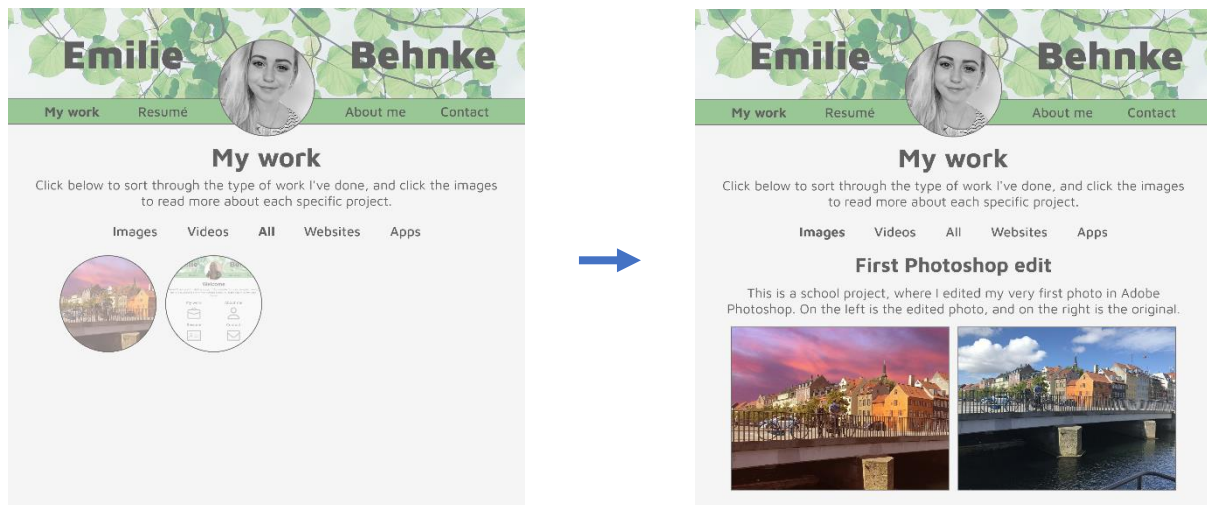 Emilie Behnke
My work Resumé About me Contact
My work
Click below to sort through the type of work I've done, and click the images
to read more about each specific project.
Images Videos All Websites Apps
Welcome
Emilie Behnke
My work Resumé About me Contact
My work
Click below to sort through the type of work I've done, and click the images
to read more about each specific project.
Images Videos All Websites Apps
First Photoshop edit
This is a school project, where I edited my very first photo in Adobe
Photoshop. On the left is the edited photo, and on the right is the original.